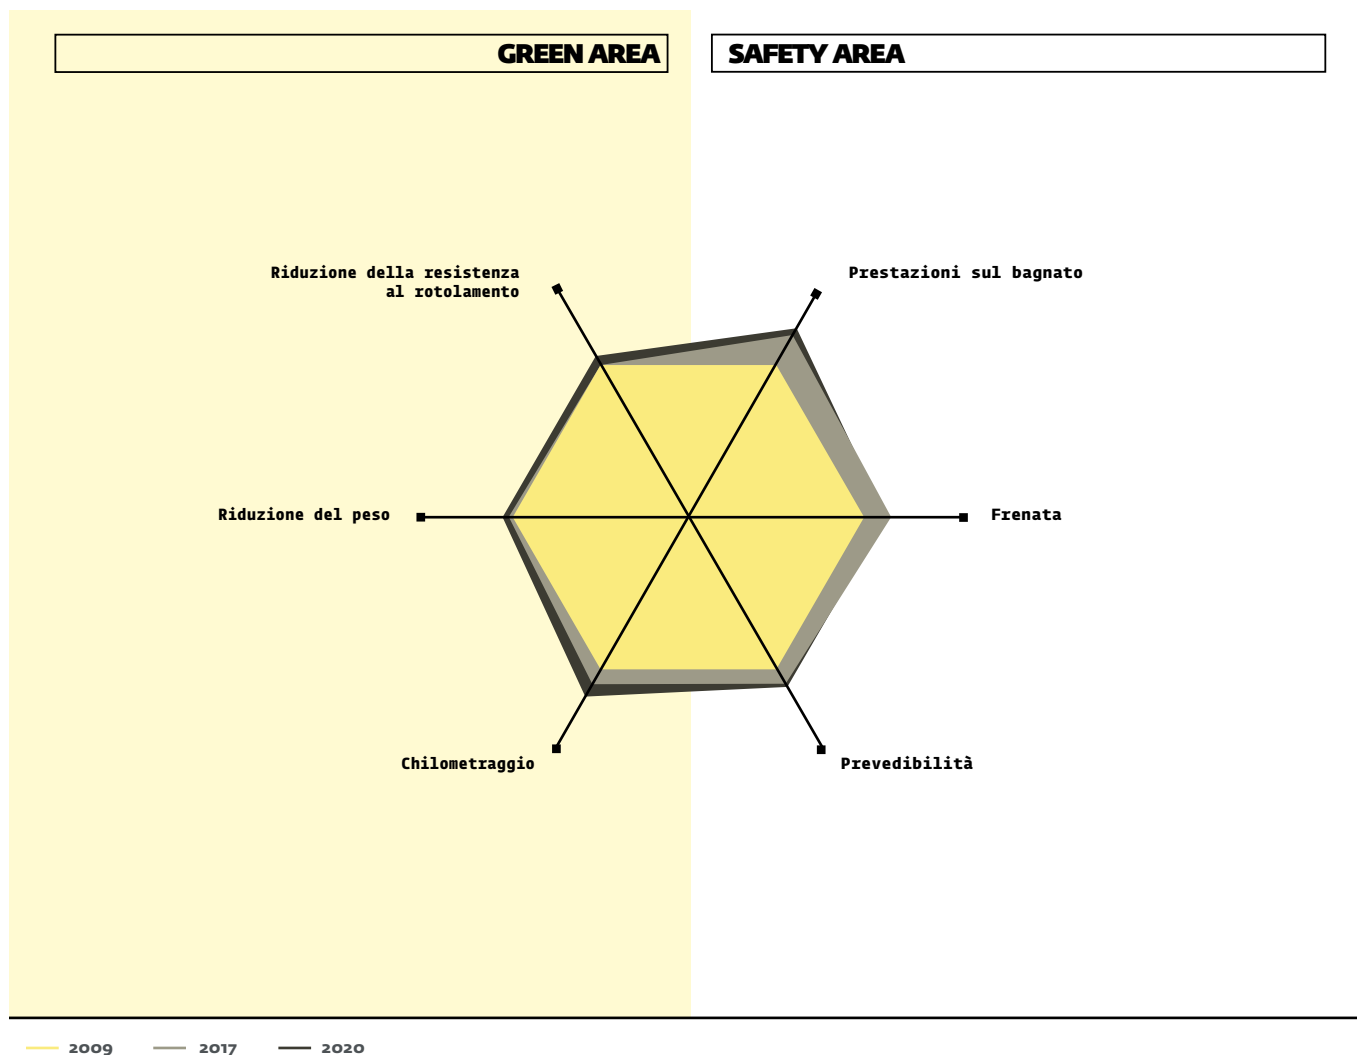 GREEN AREA
SAFETY AREA
Riduzione della resistenza
al rotolamento
Prestazioni sul bagnato
Riduzione del peso
Frenata
Chilometraggio
Prevedibilità
2009
2017
2020